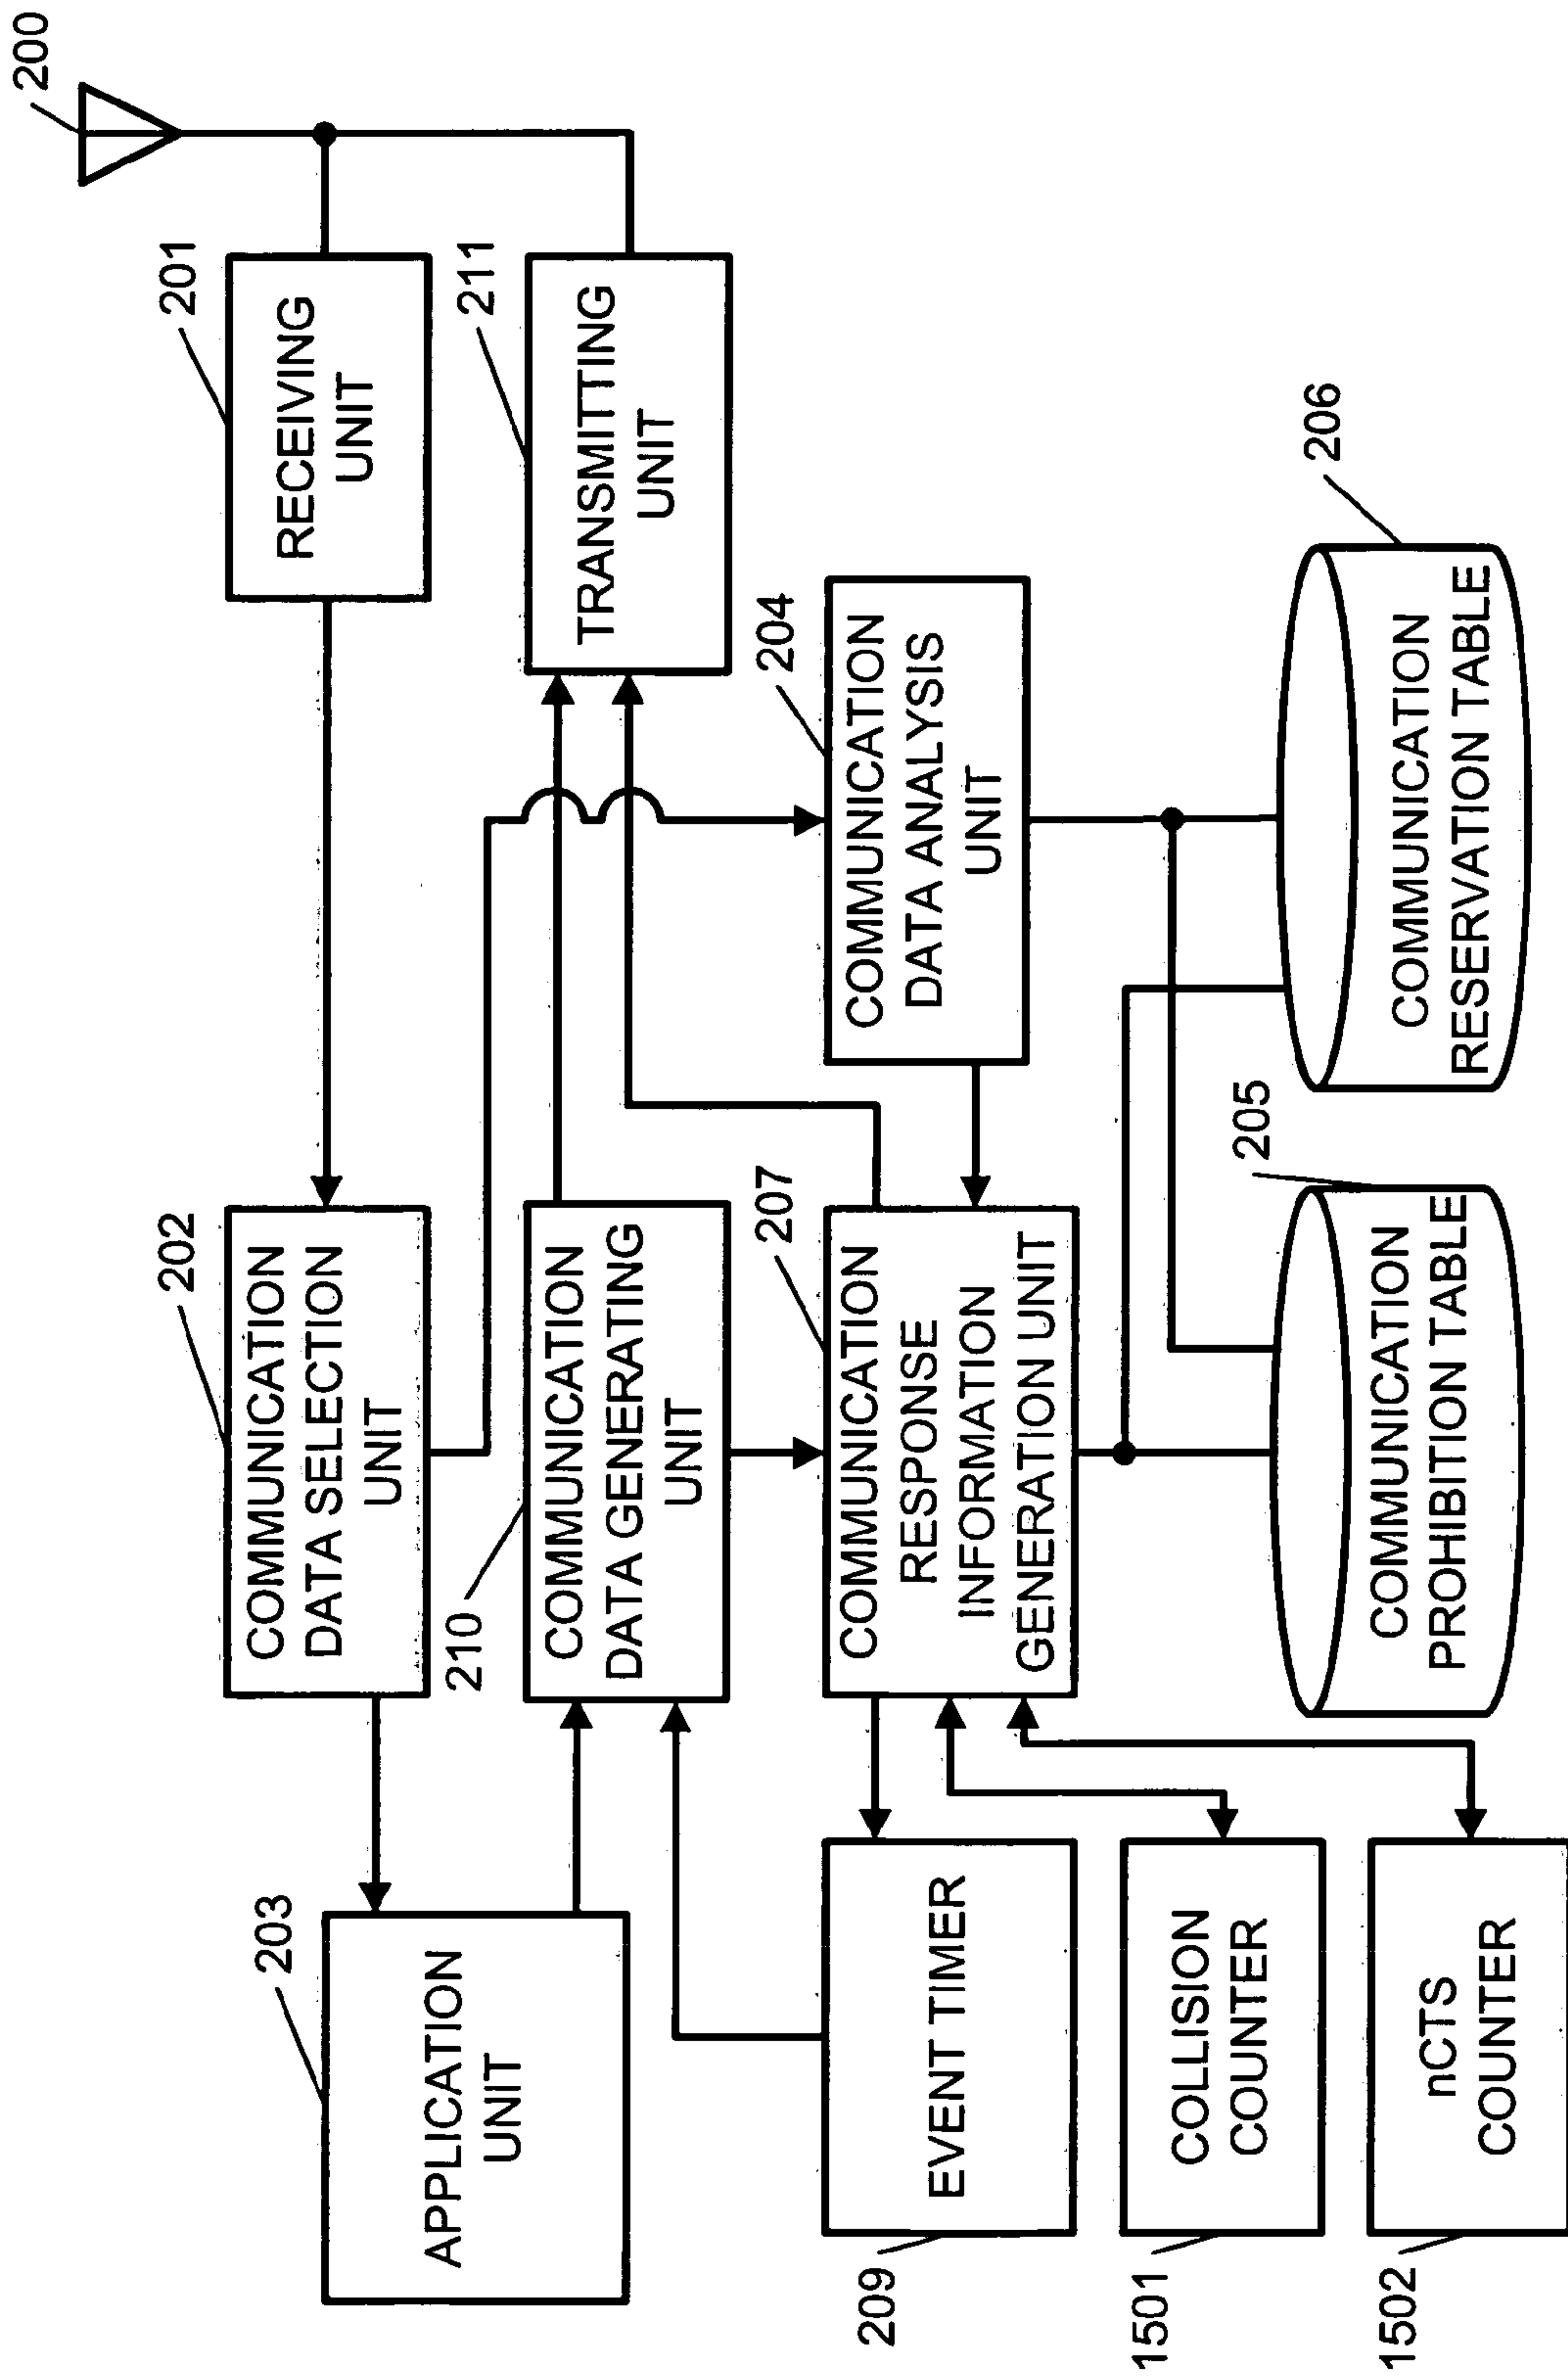 200
201
RECEIVING
UNIT
202
COMMUNICATION
DATA SELECTION
UNIT
203
APPLICATION
UNIT
211
TRANSMITTING
UNIT
210
COMMUNICATION
DATA GENERATING
UNIT
204
COMMUNICATION
DATA ANALYSIS
UNIT
207
COMMUNICATION
RESPONSE
INFORMATION
GENERATION UNIT
209
EVENT TIMER
1501
COLLISION
COUNTER
1502
nCTS
COUNTER
205
COMMUNICATION
PROHIBITION TABLE
206
COMMUNICATION
RESERVATION TABLE